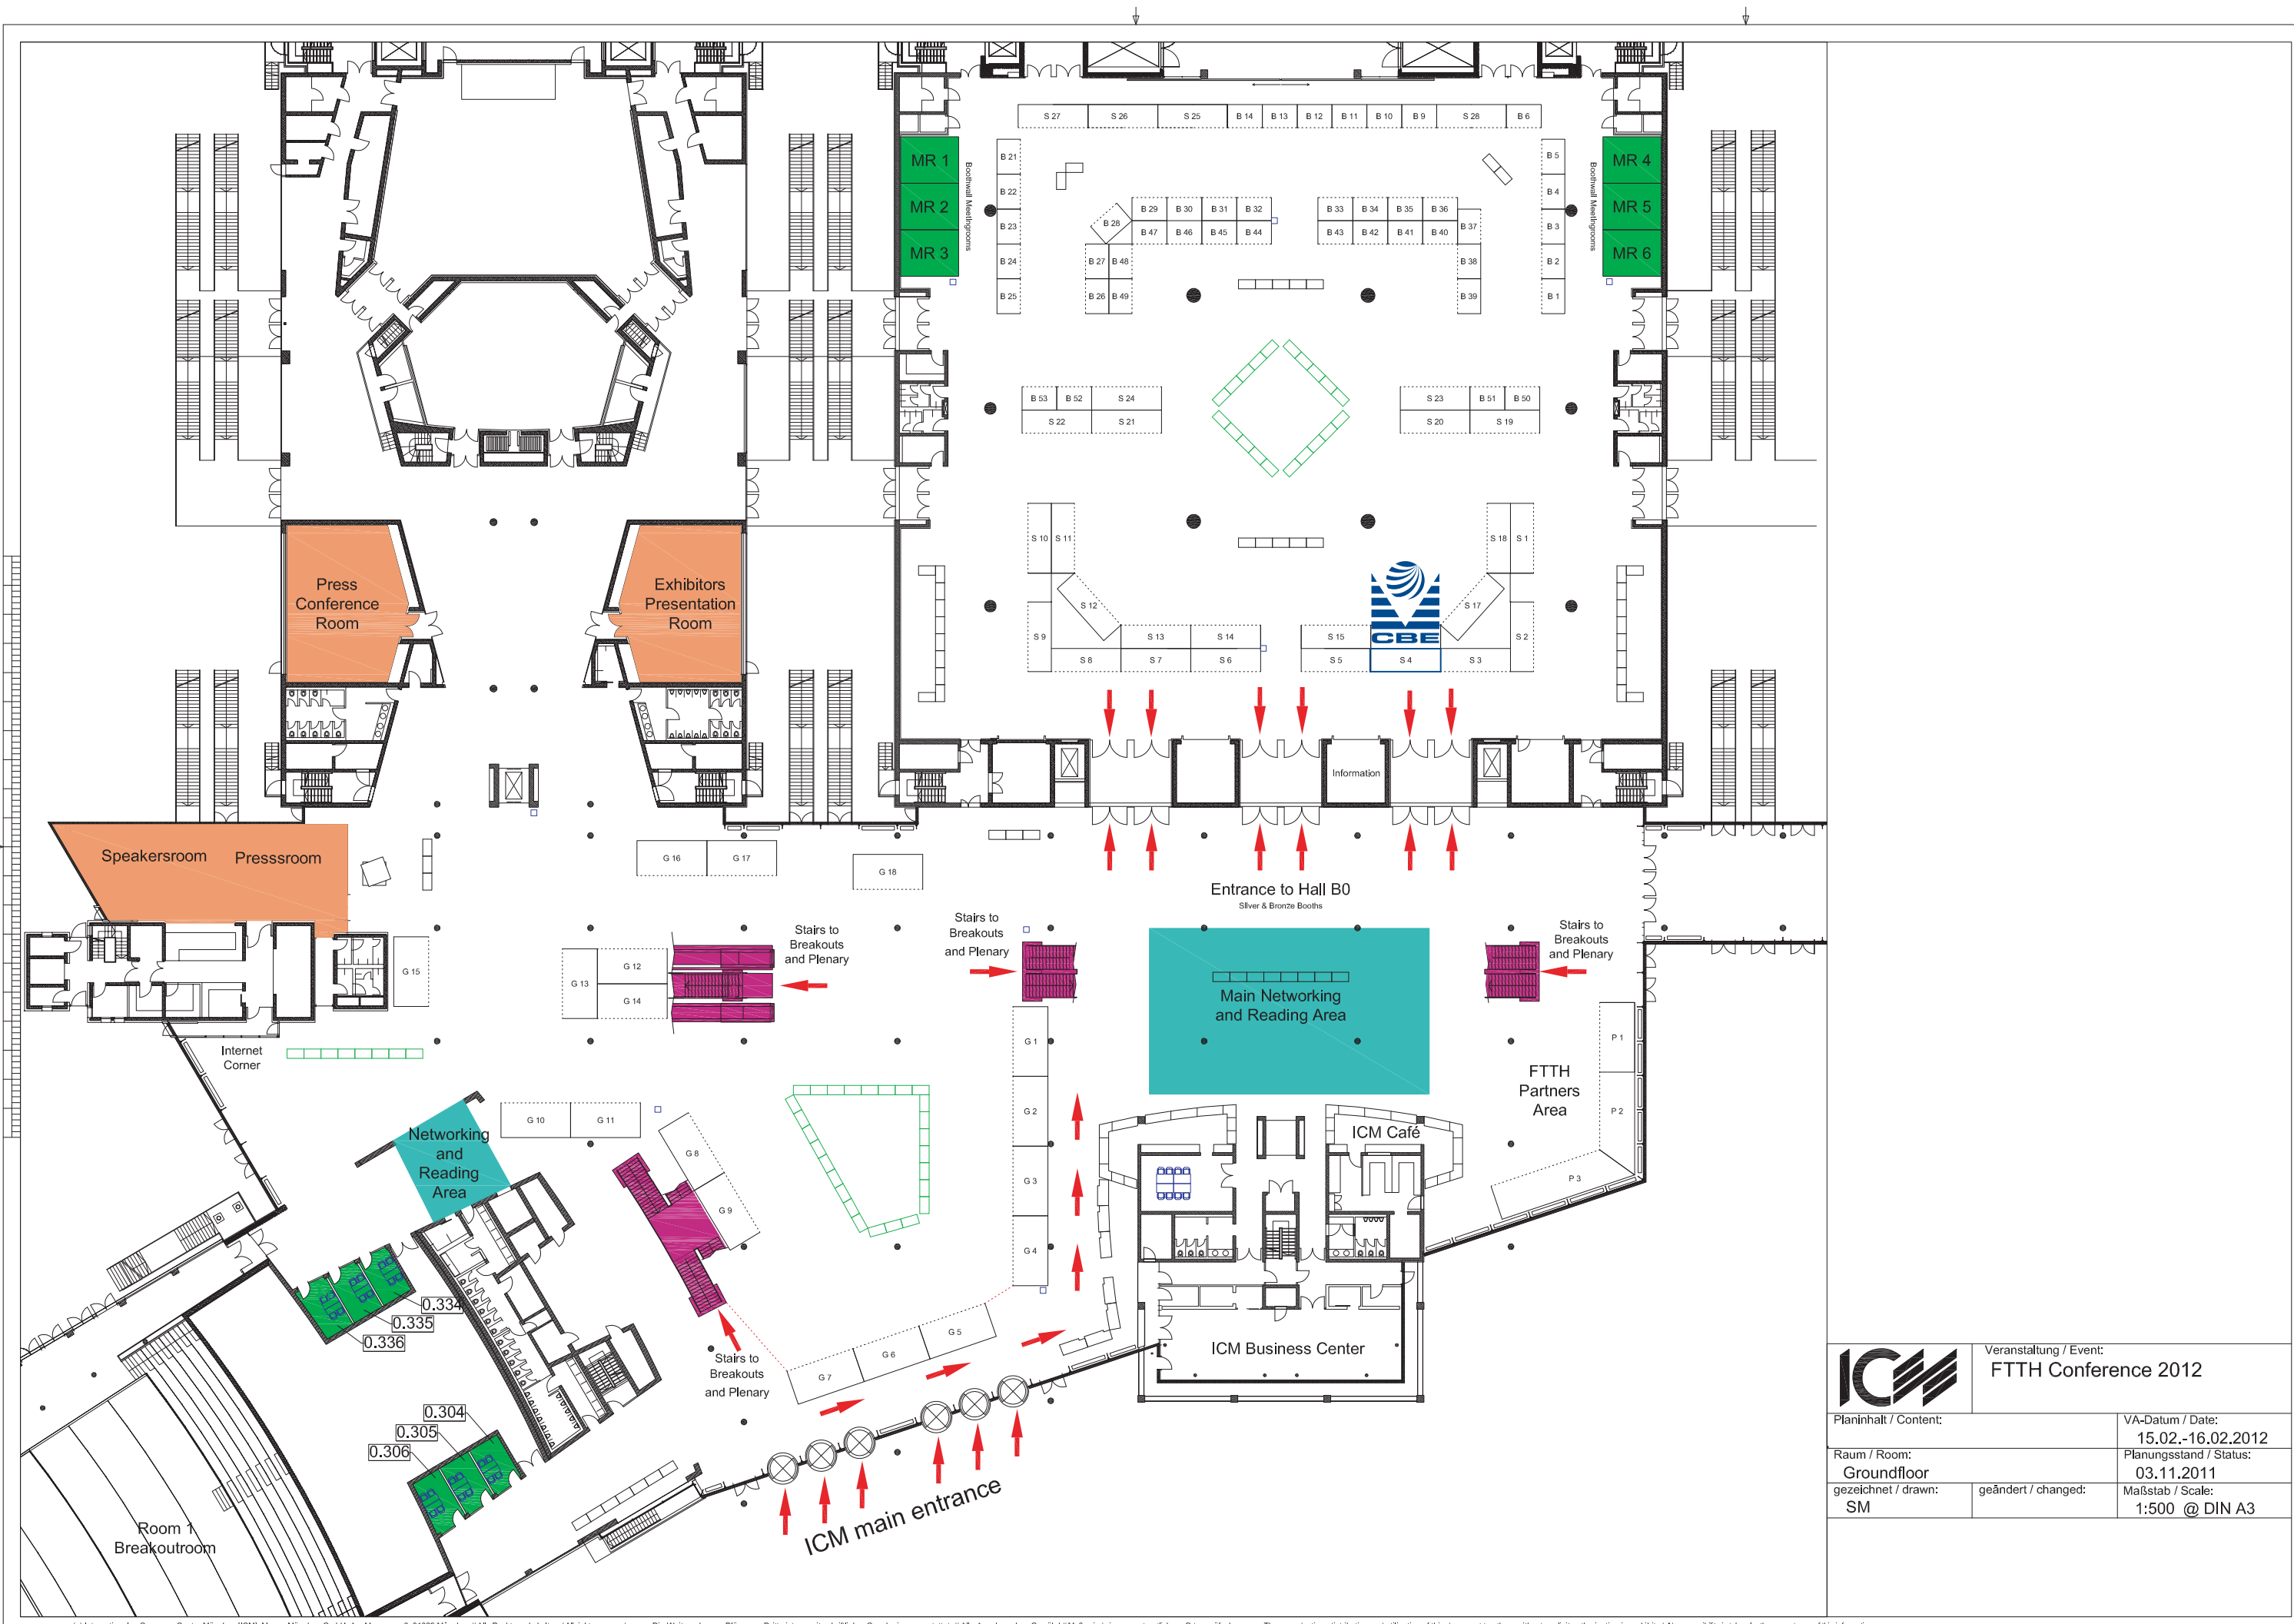 S 27
S 26
S 25
B 14
B 13
B 12
B 11
B 10
B 9
S 28
B 6
MR 1
MR 2
MR 3
Boothwall Meetingrooms
B 21
B 22
B 23
B 24
B 25
B 28
B 29
B 30
B 31
B 32
B 47
B 46
B 45
B 44
B 27
B 48
B 26
B 49
B 33
B 34
B 35
B 36
B 43
B 42
B 41
B 40
B 37
B 38
B 39
B 5
B 4
B 3
B 2
B 1
Boothwall Meetingrooms
MR 4
MR 5
MR 6
B 53
B 52
S 24
S 22
S 21
S 23
B 51
B 50
S 20
S 19
S 10
S 11
S 18
S 1
S 12
S 17
S 9
S 13
S 14
S 15
CBE
S 2
S 8
S 7
S 6
S 5
S 4
S 3
Press
Conference
Room
Exhibitors
Presentation
Room
Information
Speakersroom
Presssroom
G 16
G 17
G 18
Entrance to Hall B0
Silver & Bronze Booths
Stairs to
Breakouts
and Plenary
Stairs to
Breakouts
and Plenary
Stairs to
Breakouts
and Plenary
G 15
G 13
G 12
G 14
Main Networking
and Reading Area
Internet
Corner
G 1
G 2
G 3
G 4
P 1
P 2
P 3
FTTH
Partners
Area
G 10
G 11
Networking
and
Reading
Area
G 8
G 9
ICM Café
0.334
0.335
0.336
G 5
G 6
G 7
Stairs to
Breakouts
and Plenary
ICM Business Center
0.304
0.305
0.306
ICM main entrance
Room 1
Breakoutroom
ICM
Veranstaltung / Event:
FTTH Conference 2012
Planinhalt / Content:
VA-Datum / Date:
15.02.-16.02.2012
Raum / Room:
Groundfloor
Planungsstand / Status:
03.11.2011
gezeichnet / drawn:
SM
geändert / changed:
Maßstab / Scale:
1:500 @ DIN A3